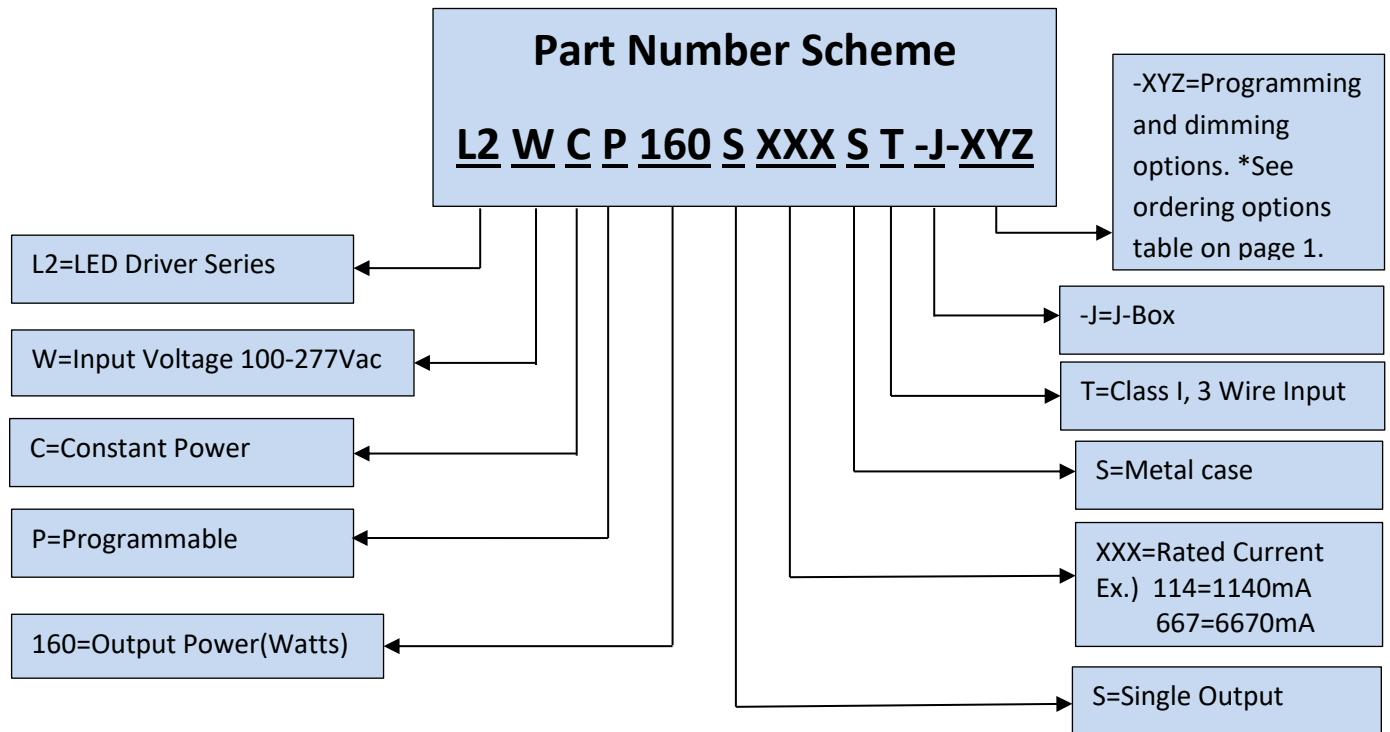 Part Number Scheme
L2 W C P 160 S XXX S T -J-XYZ
-XYZ=Programming
and dimming
options. *See
ordering options
table on page 1.
L2=LED Driver Series
-J=J-Box
W=Input Voltage 100-277Vac
T=Class I, 3 Wire Input
C=Constant Power
S=Metal case
P=Programmable
XXX=Rated Current
Ex.) 114=1140mA
667=6670mA
160=Output Power(Watts)
S=Single Output